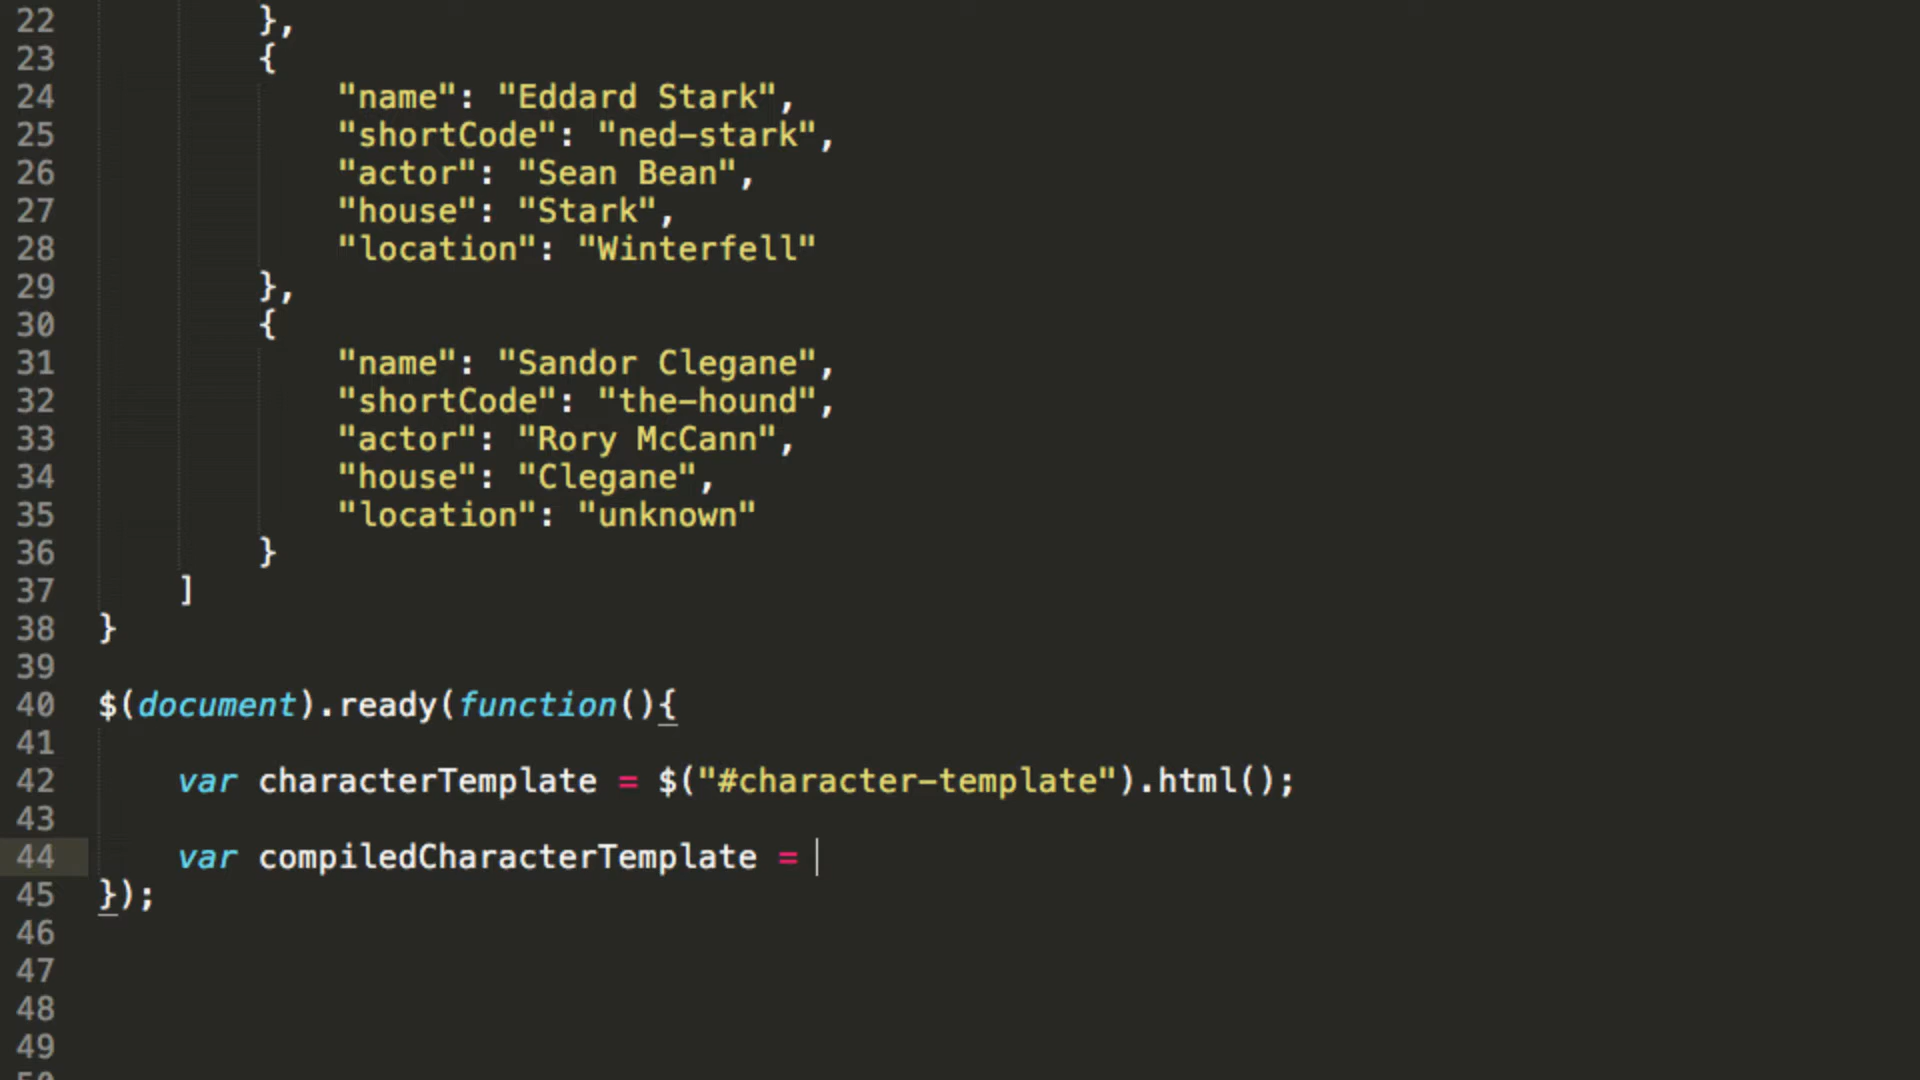 22 },
23 {
24 "name": "Eddard Stark",
25 "shortCode": "ned-stark",
26 "actor": "Sean Bean",
27 "house": "Stark",
28 "location": "Winterfell"
29 },
30 {
31 "name": "Sandor Clegane",
32 "shortCode": "the-hound",
33 "actor": "Rory McCann",
34 "house": "Clegane",
35 "location": "unknown"
36 }
37 ]
38 }
39
40 $(document).ready(function(){
41
42 var characterTemplate = $("#character-template").html();
43
44 var compiledCharacterTemplate =
45 });
46
47
48
49
50